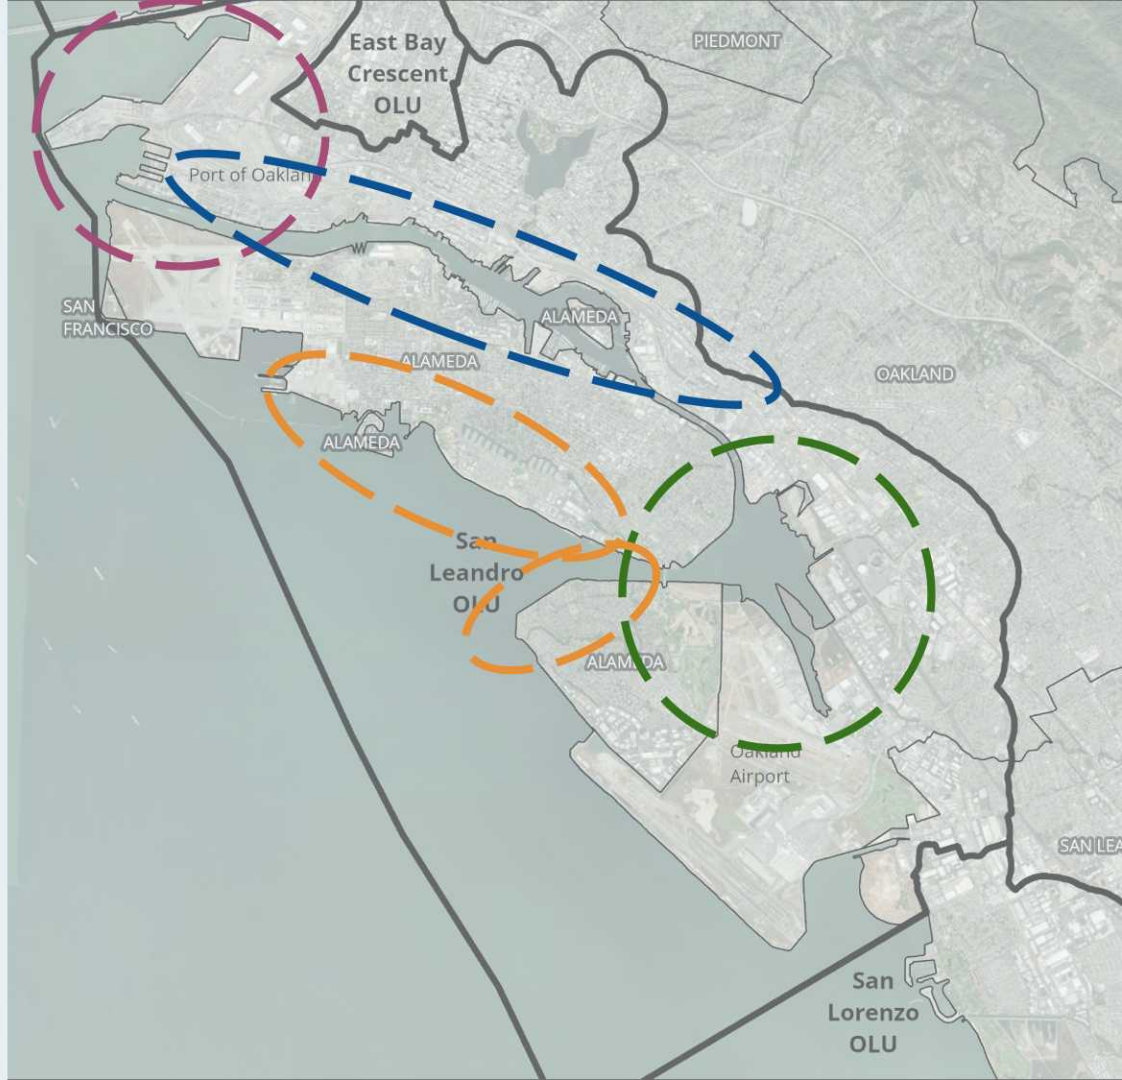 East Bay
Crescent
OLU
PIEDMONT
Port of Oakland
SAN
FRANCISCO
ALAMEDA
ALAMEDA
OAKLAND
ALAMEDA
San
Leandro
OLU
ALAMEDA
Oakland
Airport
SAN LEA
San
Lorenzo
OLU